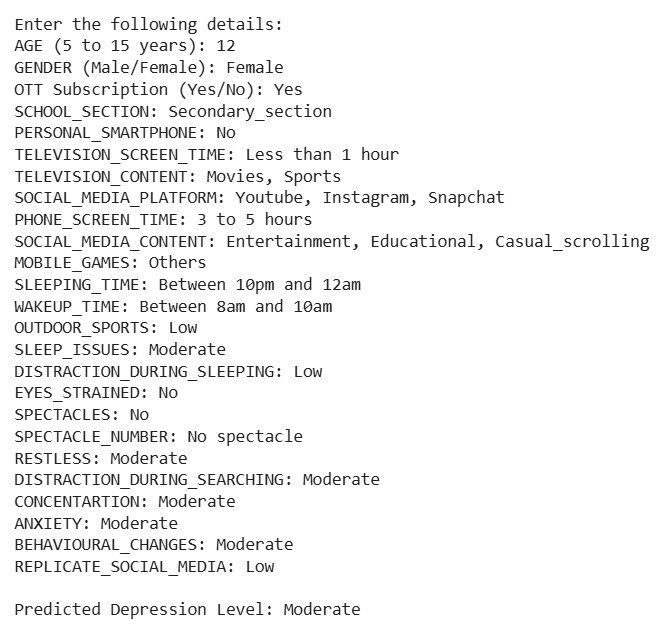 Enter the following details:
AGE (5 to 15 years): 12
GENDER (Male/Female): Female
OTT Subscription (Yes/No): Yes
SCHOOL_SECTION: Secondary_section
PERSONAL_SMARTPHONE: No
TELEVISION_SCREEN_TIME: Less than 1 hour
TELEVISION_CONTENT: Movies, Sports
SOCIAL_MEDIA_PLATFORM: Youtube, Instagram, Snapchat
PHONE_SCREEN_TIME: 3 to 5 hours
SOCIAL_MEDIA_CONTENT: Entertainment, Educational, Casual_scrolling
MOBILE_GAMES: Others
SLEEPING_TIME: Between 10pm and 12am
WAKEUP_TIME: Between 8am and 10am
OUTDOOR_SPORTS: Low
SLEEP_ISSUES: Moderate
DISTRACTION_DURING_SLEEPING: Low
EYES_STRAINED: No
SPECTACLES: No
SPECTACLE_NUMBER: No spectacle
RESTLESS: Moderate
DISTRACTION_DURING_SEARCHING: Moderate
CONCENTARTION: Moderate
ANXIETY: Moderate
BEHAVIOURAL_CHANGES: Moderate
REPLICATE_SOCIAL_MEDIA: Low
Predicted Depression Level: Moderate